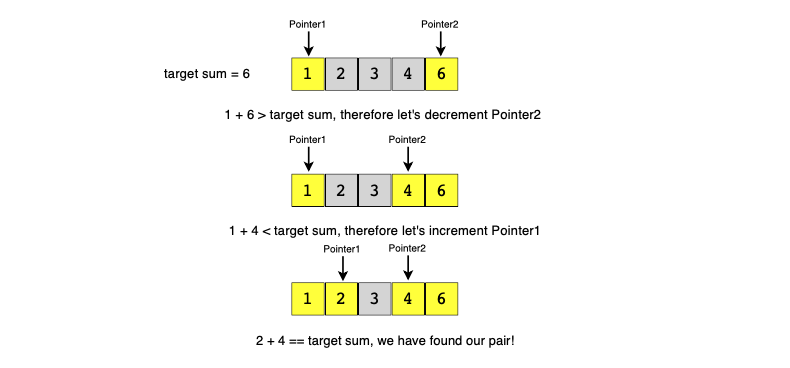 Pointer1 Pointer2
target sum = 6 1 2 3 4 6
1 + 6 > target sum, therefore let's decrement Pointer2
Pointer1 Pointer2
1 2 3 4 6
1 + 4 < target sum, therefore let's increment Pointer1
Pointer1 Pointer2
1 2 3 4 6
2 + 4 == target sum, we have found our pair!